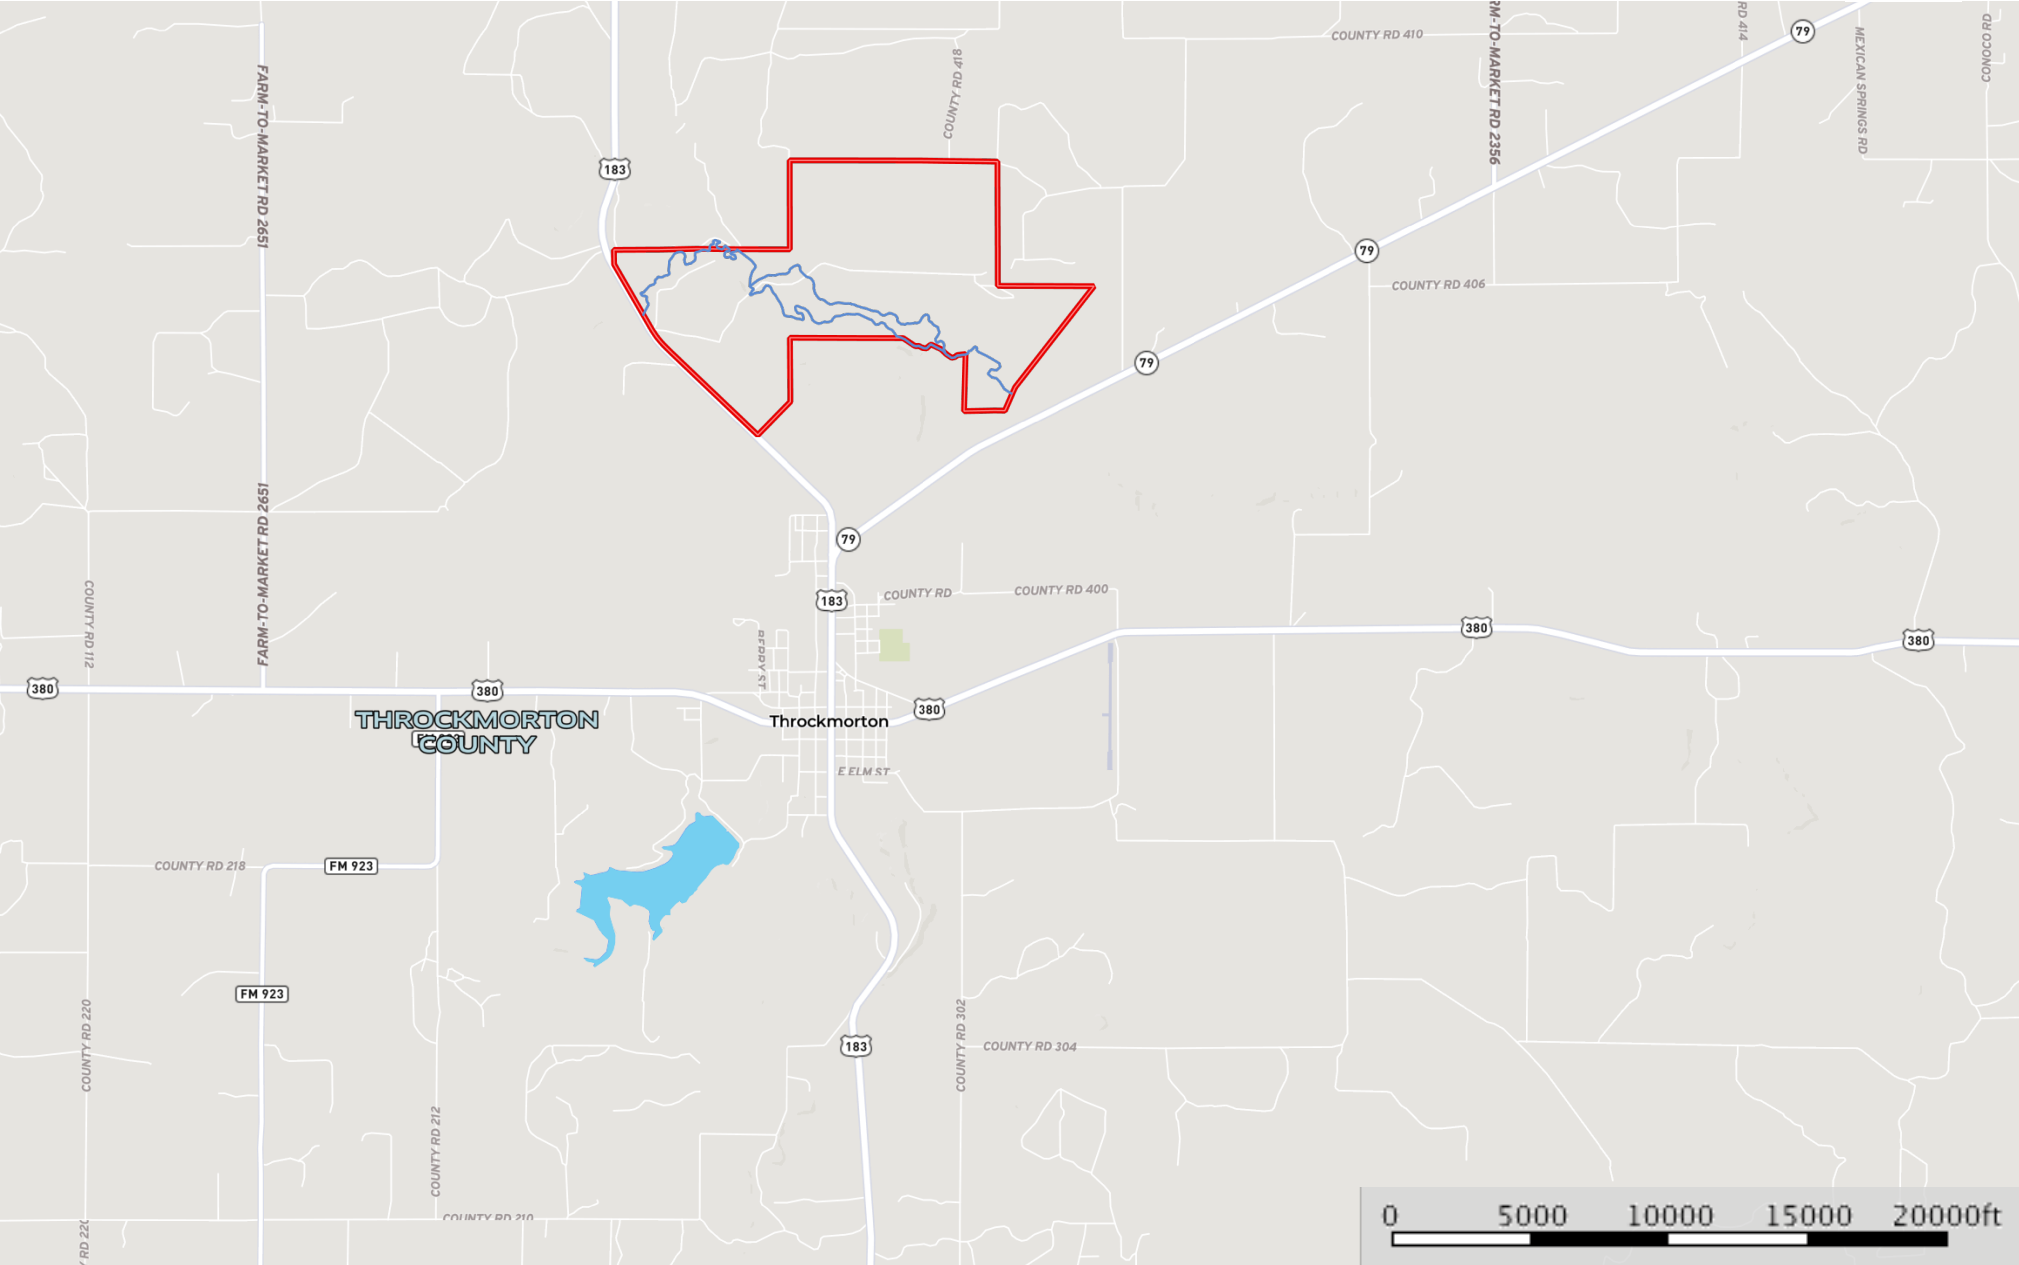 COUNTY RD 410
FARM-TO-MARKET RD 2356
RD 414
79
MEXICAN SPRINGS RD
CONOCO RD
FARM-TO-MARKET RD 2651
COUNTY RD 418
183
79
COUNTY RD 406
79
FARM-TO-MARKET RD 2651
79
COUNTY RD 112
183
COUNTY RD
COUNTY RD 400
380
380
BERRY ST
380
380
380
THROCKMORTON
COUNTY
Throckmorton
E ELM ST
COUNTY RD 218
FM 923
FM 923
COUNTY RD 220
COUNTY RD 302
183
COUNTY RD 304
COUNTY RD 212
COUNTY RD 210
RD 220
0 5000 10000 15000 20000ft